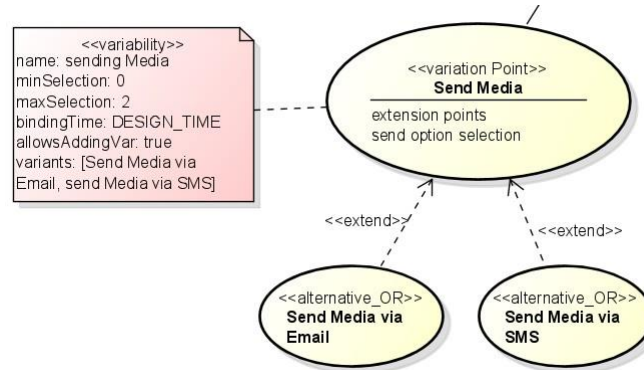 <<variability>>
name: sending Media
minSelection: 0
maxSelection: 2
bindingTime: DESIGN_TIME
allowsAddingVar: true
variants: [Send Media via
Email, send Media via SMS]
<<variation Point>>
Send Media
extension points
send option selection
<<extend>>
<<extend>>
<<alternative_OR>>
Send Media via
Email
<<alternative_OR>>
Send Media via
SMS